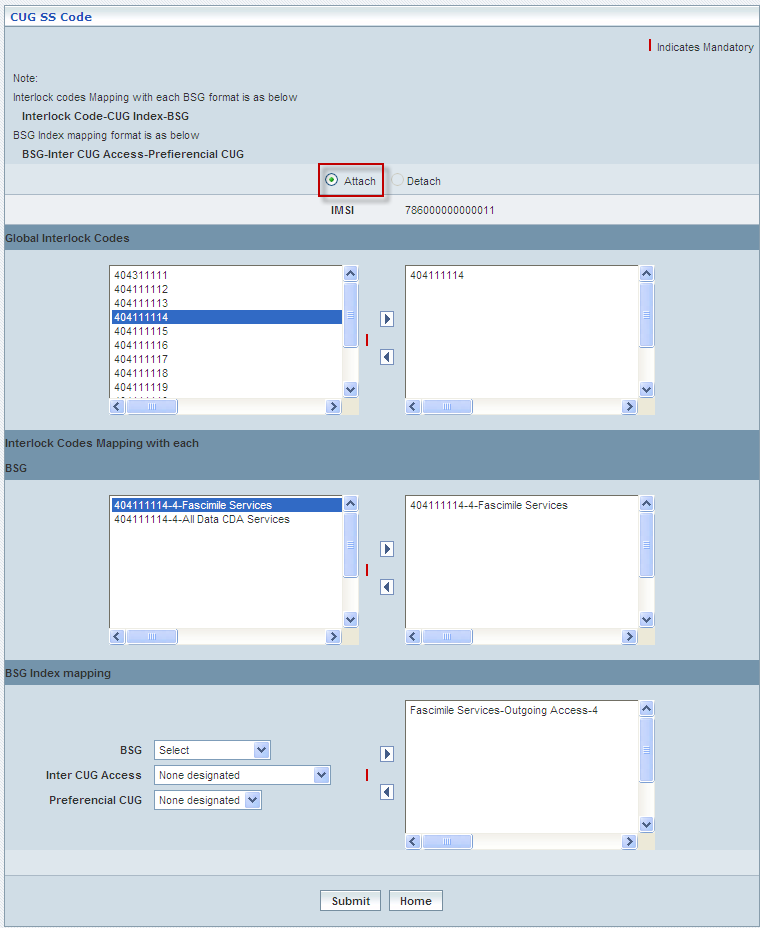 CUG SS Code
Indicates Mandatory
Note:
Interlock codes Mapping with each BSG format is as below
Interlock Code-CUG Index-BSG
BSG Index mapping format is as below
BSG-Inter CUG Access-Prefierencial CUG
Attach Detach
IMSI 786000000000011
Global Interlock Codes
404311111
404111112
404111113
404111114
404111115
404111116
404111117
404111118
404111119
404111114
Interlock Codes Mapping with each
BSG
404111114-4-Fascimile Services
404111114-4-All Data CDA Services
404111114-4-Fascimile Services
BSG Index mapping
BSG Select
Inter CUG Access None designated
Preferencial CUG None designated
Fascimile Services-Outgoing Access-4
Submit Home